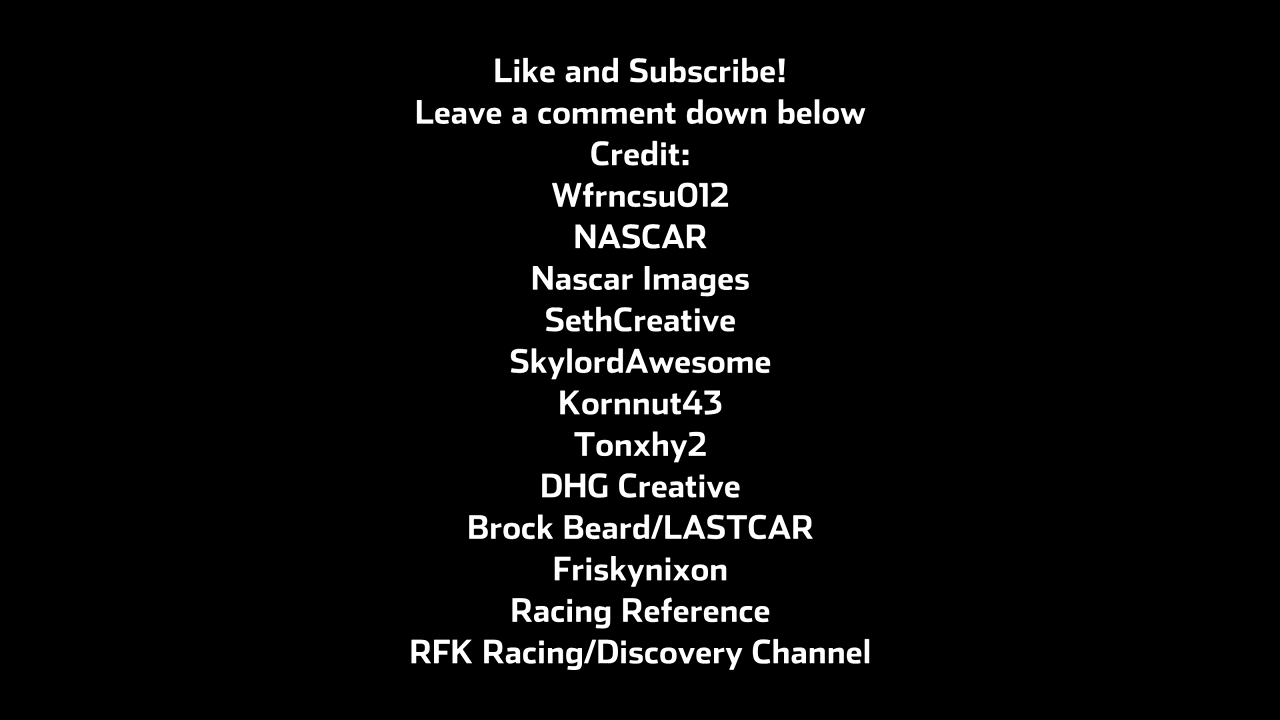 Like and Subscribe!
Leave a comment down below
Credit:
Wfrncsu012
NASCAR
Nascar Images
SethCreative
SkylordAwesome
Kornnut43
Tonxhy2
DHG Creative
Brock Beard/LASTCAR
Friskynixon
Racing Reference
RFK Racing/Discovery Channel